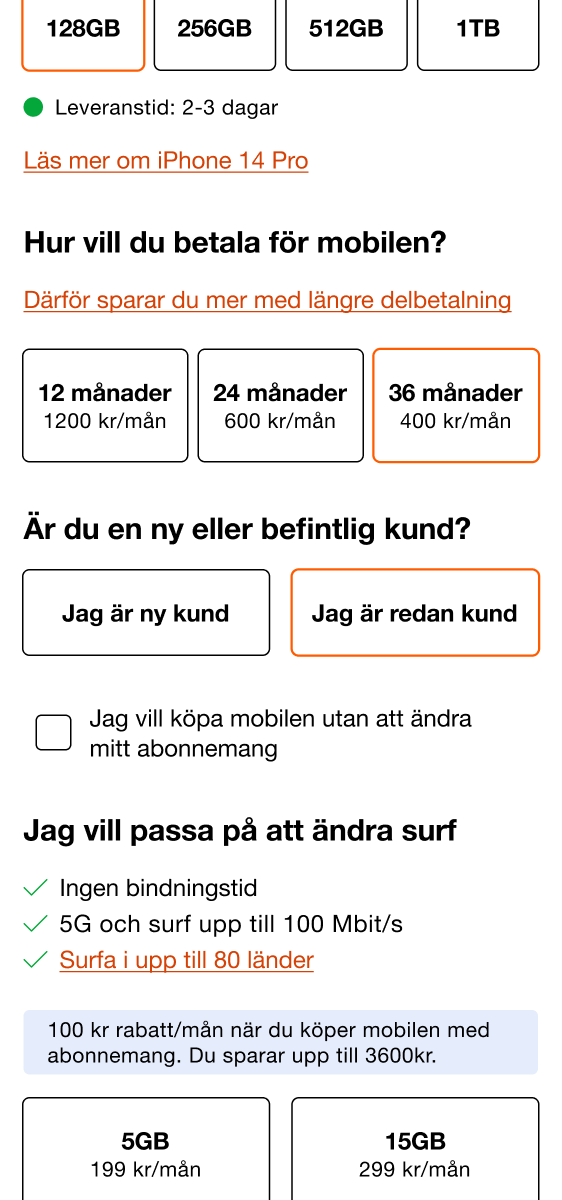 128GB 256GB 512GB 1TB
Leveranstid: 2-3 dagar
Läs mer om iPhone 14 Pro
Hur vill du betala för mobilen?
Därför sparar du mer med längre delbetalning
12 månader 24 månader 36 månader
1200 kr/mån 600 kr/mån 400 kr/mån
Är du en ny eller befintlig kund?
Jag är ny kund Jag är redan kund
Jag vill köpa mobilen utan att ändra
mitt abonnemang
Jag vill passa på att ändra surf
Ingen bindningstid
5G och surf upp till 100 Mbit/s
Surfa i upp till 80 länder
100 kr rabatt/mån när du köper mobilen med
abonnemang. Du sparar upp till 3600kr.
5GB 15GB
199 kr/mån 299 kr/mån